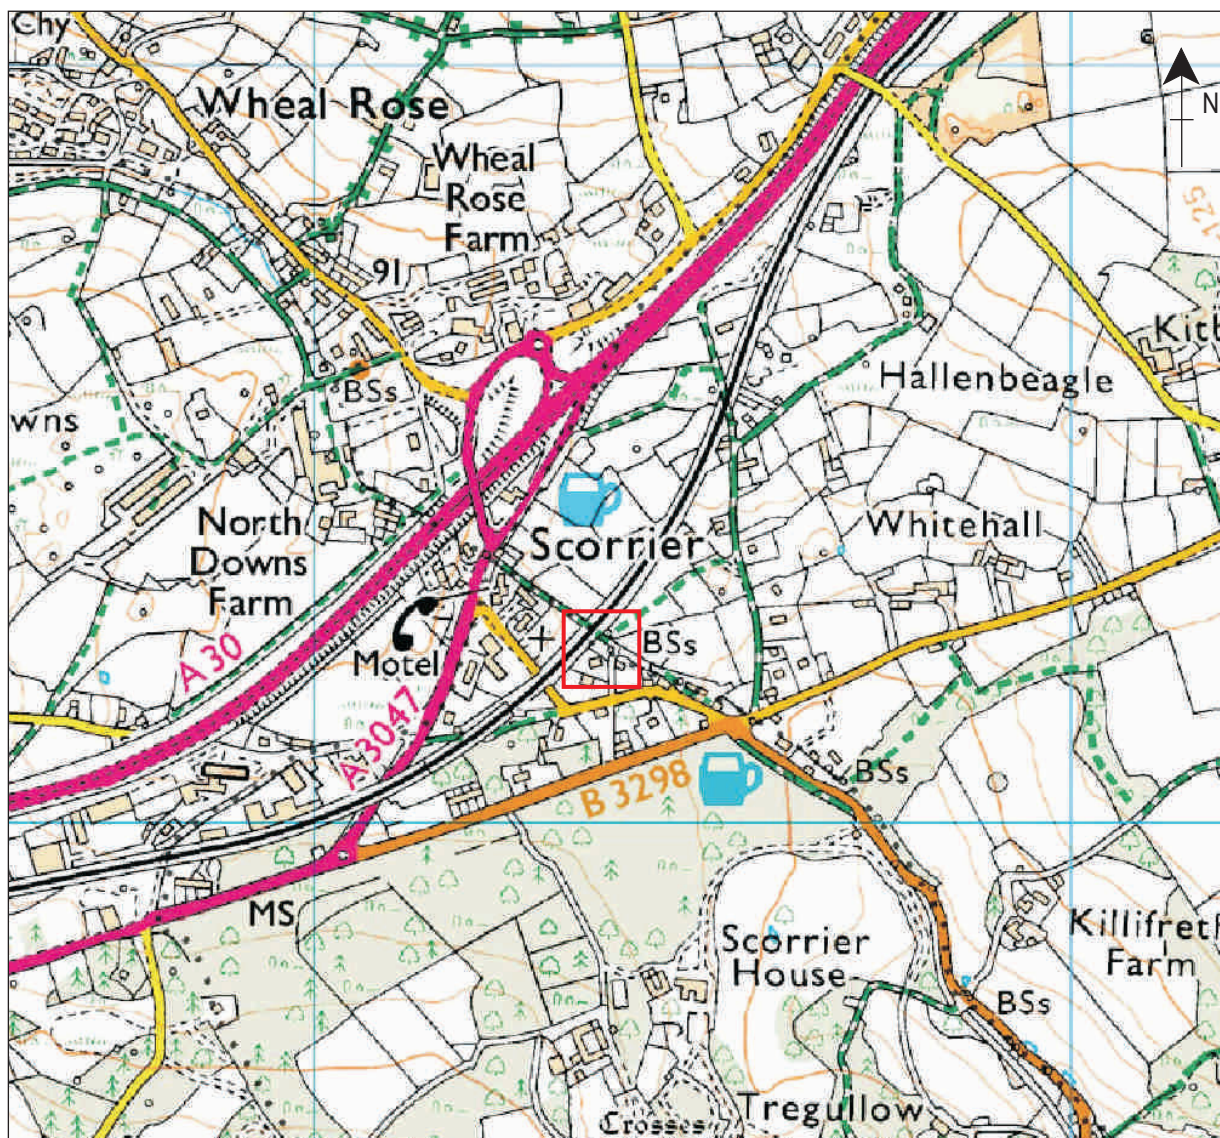 Chy
N
Wheal Rose
Wheal
Rose
Farm
91
125
BSs
Hallenbeagle
wns
North
Downs
Farm
Scorrier
Whitehall
A 30
Motel
BSs
A 3047
B 3298
BSs
MS
Scorrier
House
Killifreth
Farm
BSs
Tregullow
Crosses